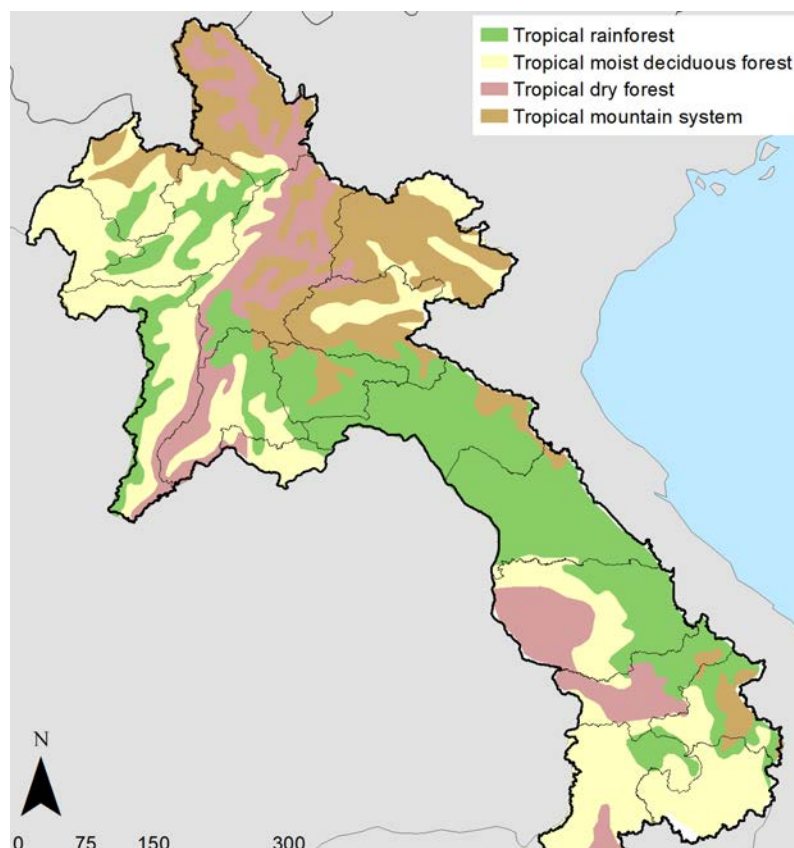 Tropical rainforest
Tropical moist deciduous forest
Tropical dry forest
Tropical mountain system
N
0 75 150 300